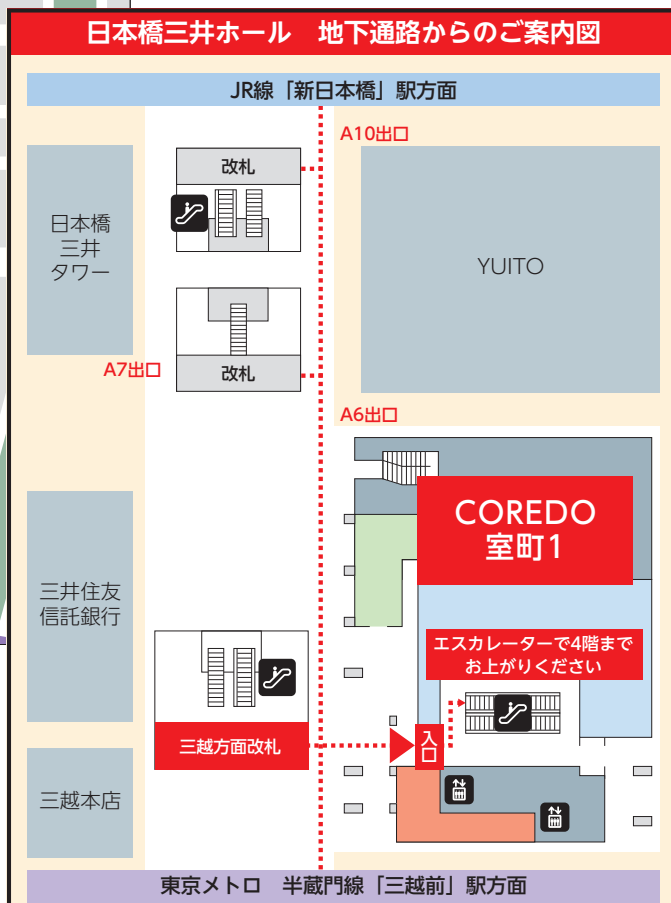 日本橋三井ホール　地下通路からのご案内図
JR線「新日本橋」駅方面
A10出口
改札
日本橋
三井
タワー
YUITO
A7出口
改札
A6出口
COREDO
室町1
三井住友
信託銀行
エスカレーターで4階まで
お上がりください
三越方面改札
入口
三越本店
東京メトロ　半蔵門線「三越前」駅方面